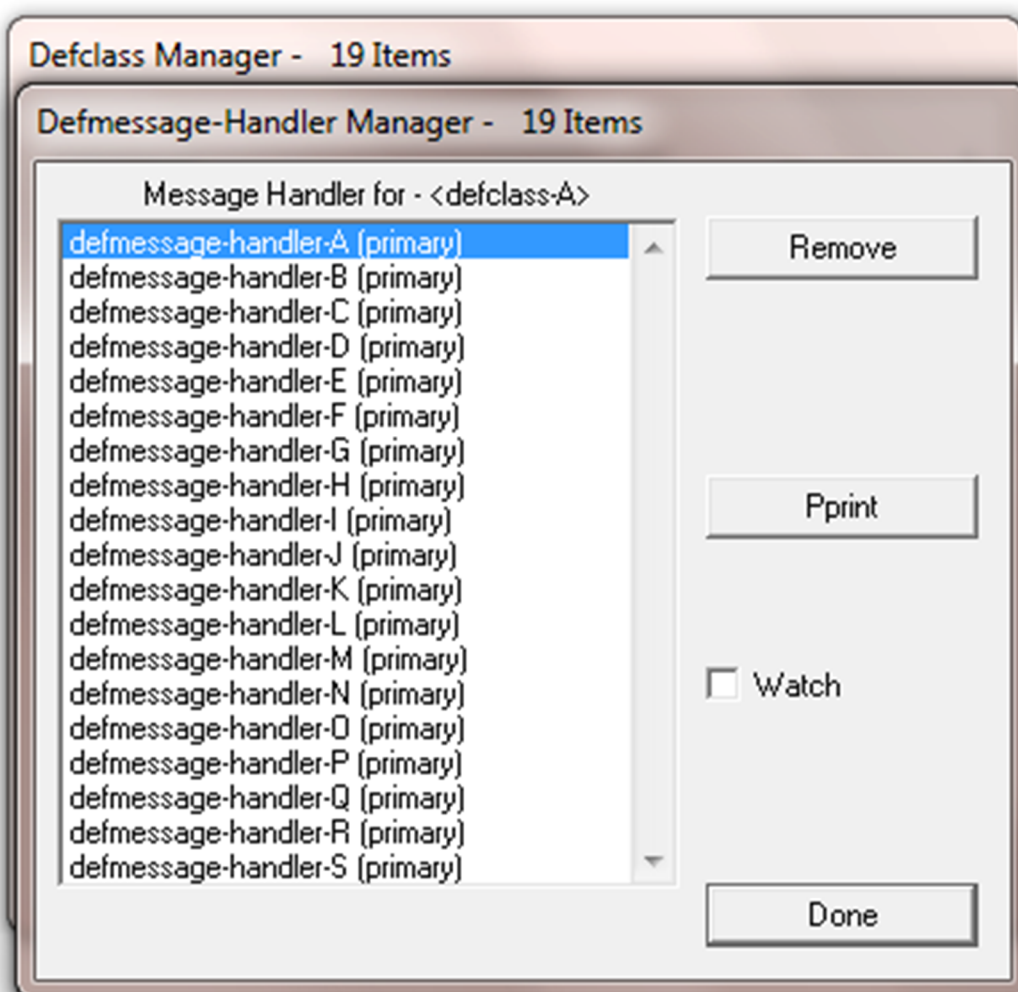 Defclass Manager -   19 Items
Defmessage-Handler Manager -   19 Items
Message Handler for - <defclass-A>
defmessage-handler-A (primary)
defmessage-handler-B (primary)
defmessage-handler-C (primary)
defmessage-handler-D (primary)
defmessage-handler-E (primary)
defmessage-handler-F (primary)
defmessage-handler-G (primary)
defmessage-handler-H (primary)
defmessage-handler-I (primary)
defmessage-handler-J (primary)
defmessage-handler-K (primary)
defmessage-handler-L (primary)
defmessage-handler-M (primary)
defmessage-handler-N (primary)
defmessage-handler-O (primary)
defmessage-handler-P (primary)
defmessage-handler-Q (primary)
defmessage-handler-R (primary)
defmessage-handler-S (primary)
Remove
Pprint
Watch
Done